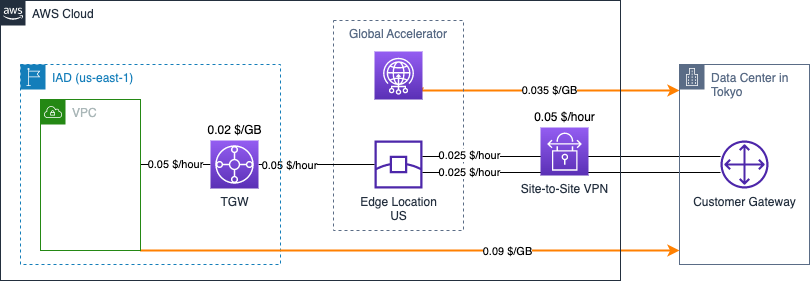 aws
AWS Cloud
Global Accelerator
IAD (us-east-1)
VPC
0.035 $/GB
Data Center in
Tokyo
0.02 $/GB
0.05 $/hour
0.05 $/hour
0.05 $/hour
0.025 $/hour
0.025 $/hour
TGW
Edge Location
US
Site-to-Site VPN
Customer Gateway
0.09 $/GB